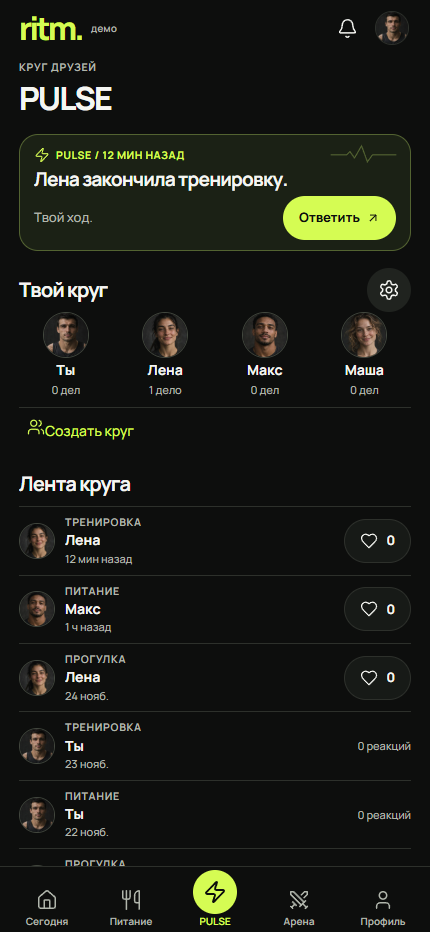 ritm. демо
КРУГ ДРУЗЕЙ
PULSE
PULSE / 12 МИН НАЗАД
Лена закончила тренировку.
Твой ход.
Ответить
Твой круг
Ты Лена Макс Маша
0 дел 1 дело 0 дел 0 дел
Создать круг
Лента круга
ТРЕНИРОВКА
Лена 0
12 мин назад
ПИТАНИЕ
Макс 0
1 ч назад
ПРОГУЛКА
Лена 0
24 нояб.
ТРЕНИРОВКА
Ты 0 реакций
23 нояб.
ПИТАНИЕ
Ты 0 реакций
22 нояб.
ПРОГУЛКА
Сегодня Питание PULSE Арена Профиль